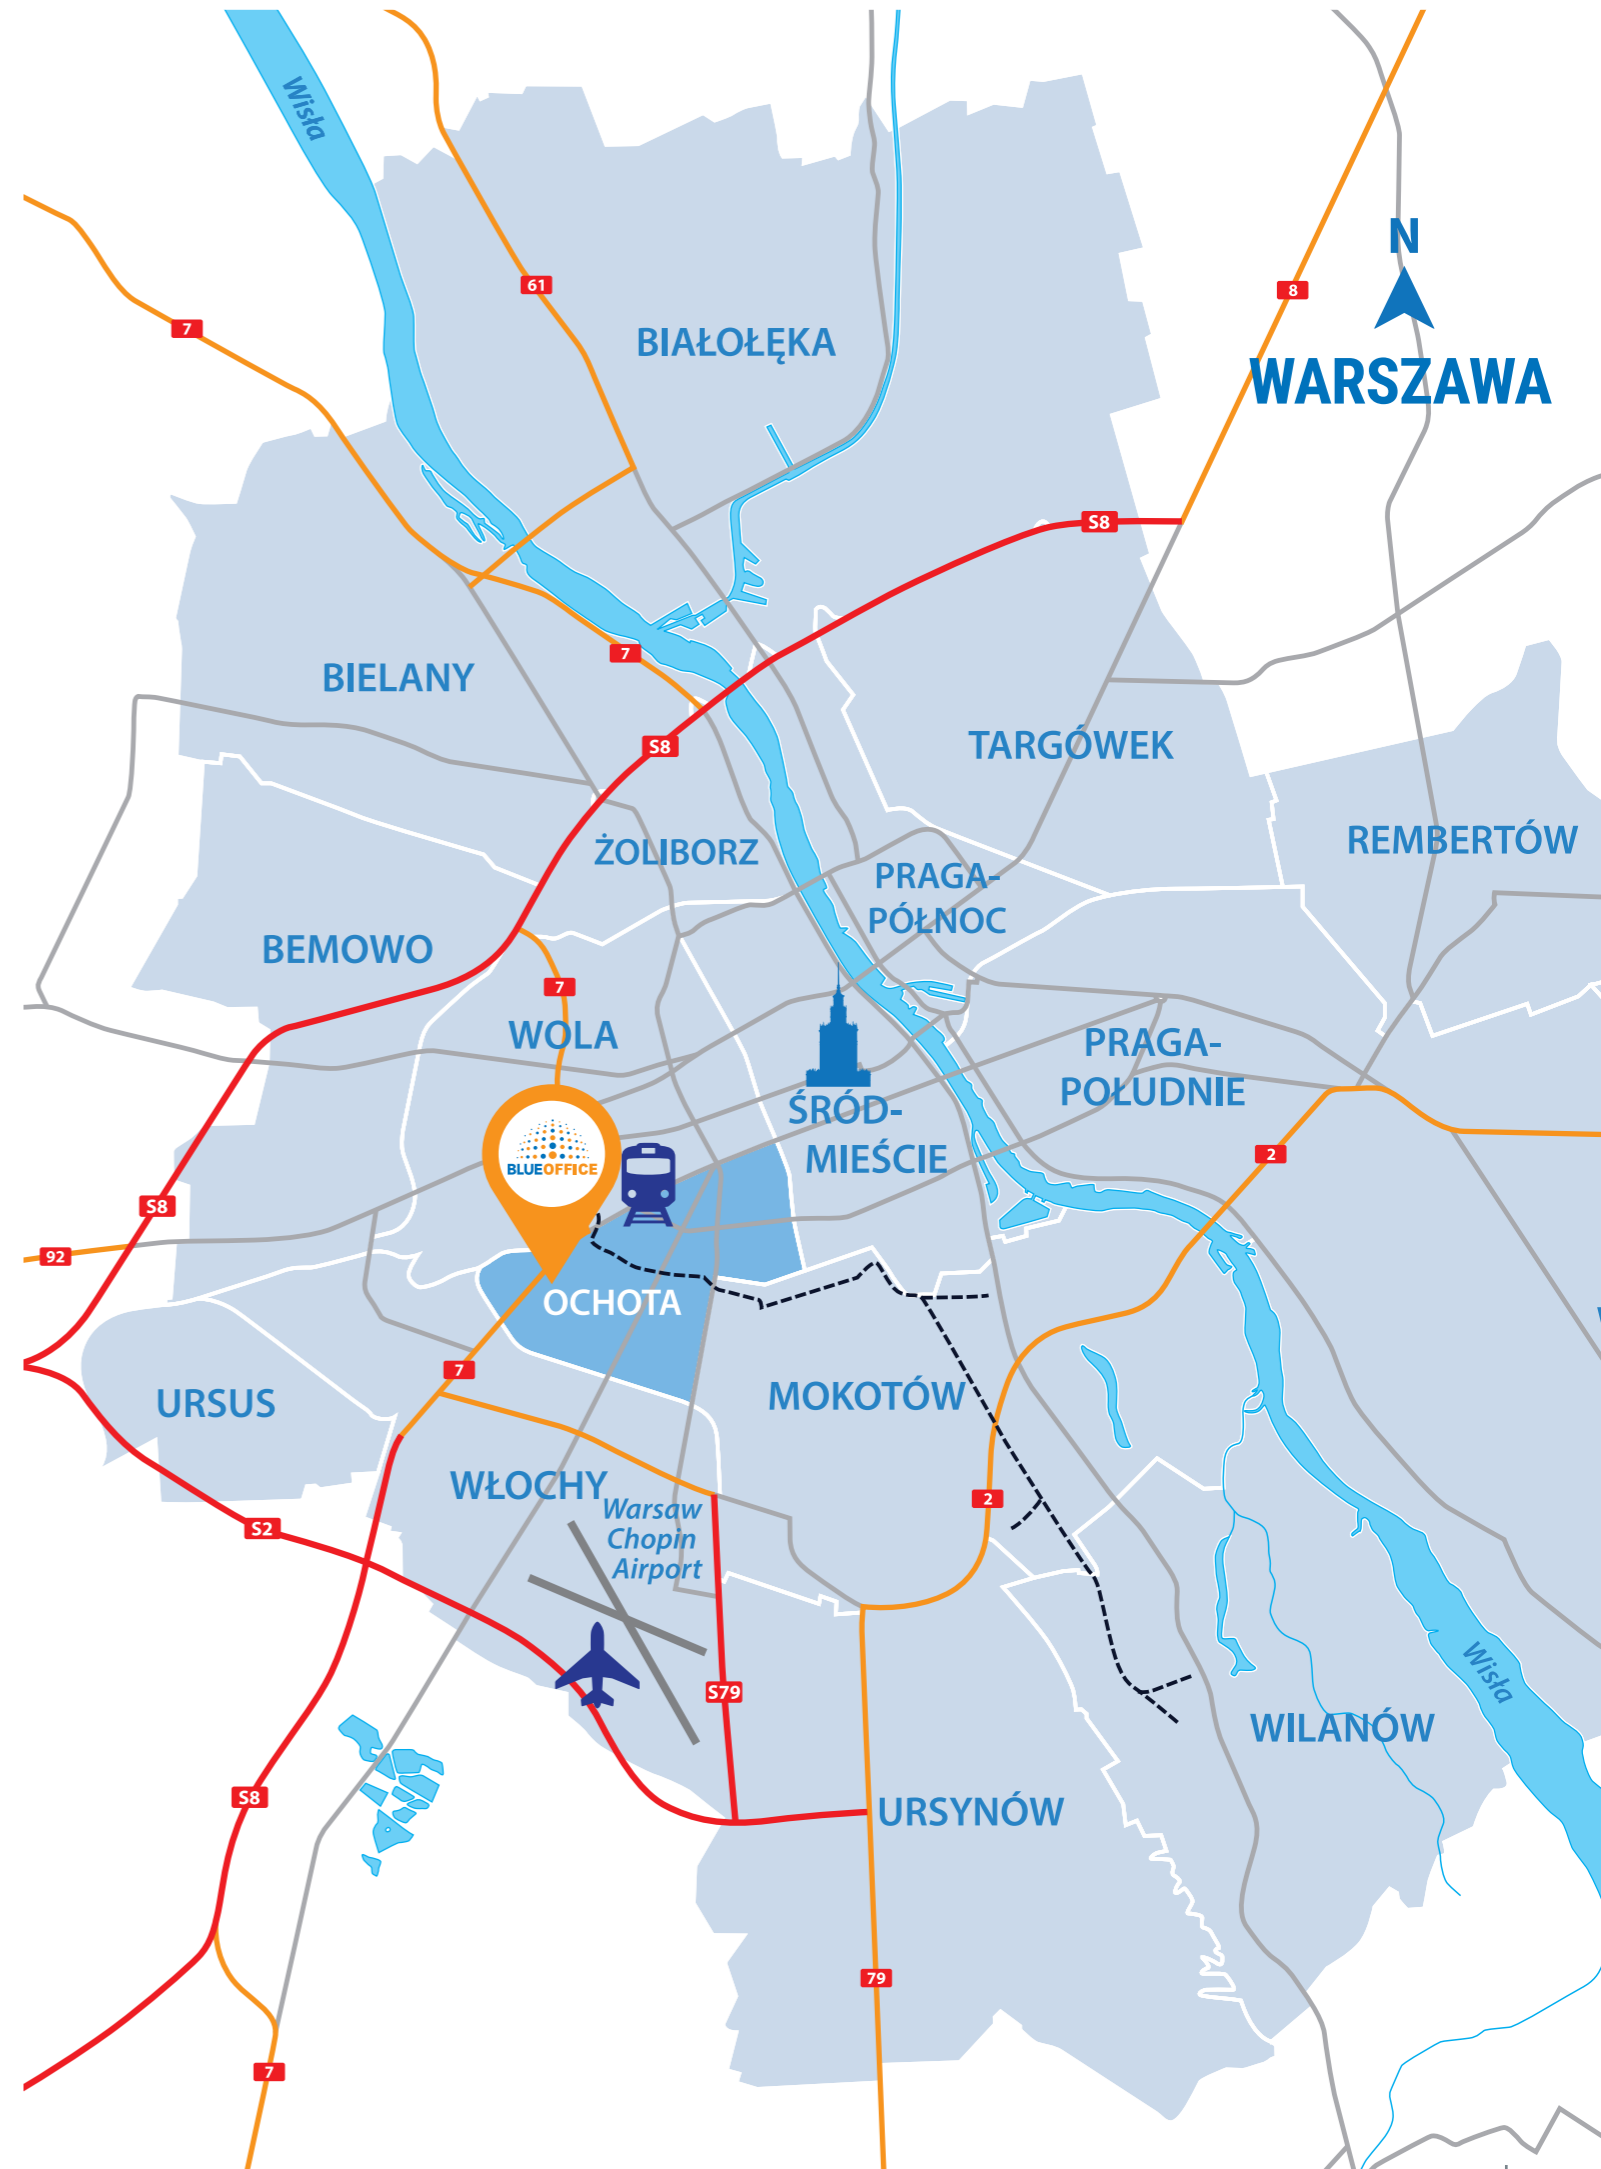 Wisła
61
7
8
N
BIAŁOŁĘKA
WARSZAWA
S8
7
BIELANY
S8
TARGÓWEK
ŻOLIBORZ
REMBERTÓW
PRAGA-
PÓŁNOC
BEMOWO
7
WOLA
PRAGA-
POŁUDNIE
ŚRÓD-
MIEŚCIE
2
BLUEOFFICE
S8
92
OCHOTA
7
URSUS
MOKOTÓW
WŁOCHY
Warsaw
Chopin
Airport
2
S2
Wisła
S79
WILANÓW
S8
URSYNÓW
79
7